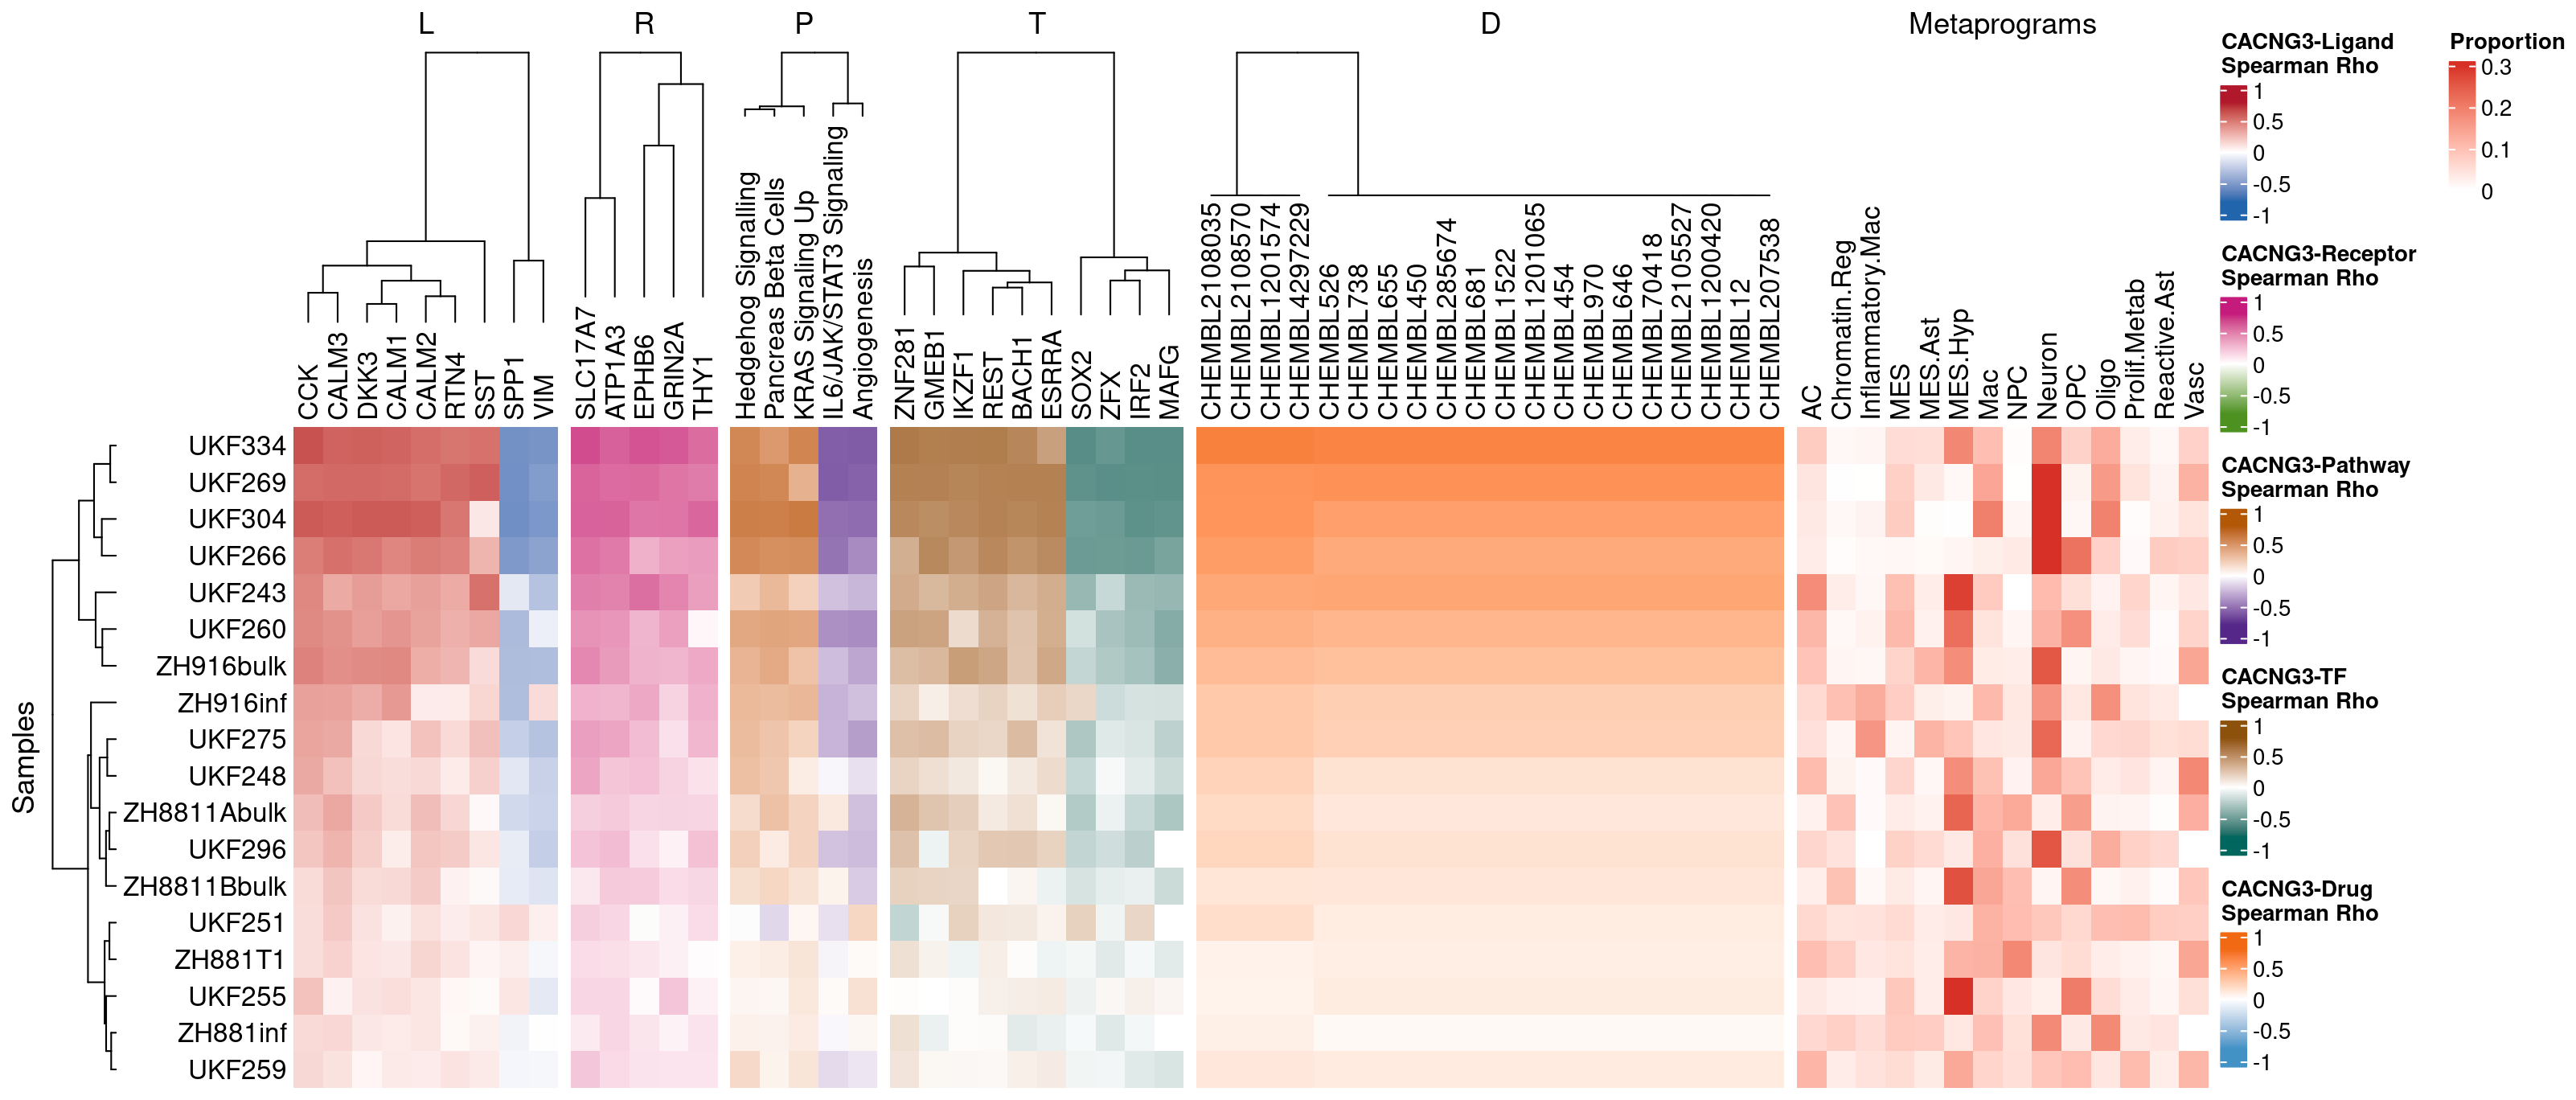 L
R
P
T
D
Metaprograms
CCK
CALM3
DKK3
CALM1
CALM2
RTN4
SST
SPP1
VIM
SLC17A7
ATP1A3
EPHB6
GRIN2A
THY1
Hedgehog Signalling
Pancreas Beta Cells
KRAS Signaling Up
IL6/JAK/STAT3 Signaling
Angiogenesis
ZNF281
GMEB1
IKZF1
REST
BACH1
ESRRA
SOX2
ZFX
IRF2
MAFG
CHEMBL2108035
CHEMBL2108570
CHEMBL1201574
CHEMBL4297229
CHEMBL526
CHEMBL738
CHEMBL655
CHEMBL450
CHEMBL285674
CHEMBL681
CHEMBL1522
CHEMBL1201065
CHEMBL454
CHEMBL970
CHEMBL646
CHEMBL70418
CHEMBL2105527
CHEMBL1200420
CHEMBL12
CHEMBL207538
AC
Chromatin.Reg
Inflammatory.Mac
MES
MES.Ast
MES.Hyp
Mac
NPC
Neuron
OPC
Oligo
Prolif.Metab
Reactive.Ast
Vasc
Samples
UKF334
UKF269
UKF304
UKF266
UKF243
UKF260
ZH916bulk
ZH916inf
UKF275
UKF248
ZH8811Abulk
UKF296
ZH8811Bbulk
UKF251
ZH881T1
UKF255
ZH881inf
UKF259
CACNG3-Ligand
Spearman Rho
1
0.5
0
-0.5
-1
CACNG3-Receptor
Spearman Rho
1
0.5
0
-0.5
-1
CACNG3-Pathway
Spearman Rho
1
0.5
0
-0.5
-1
CACNG3-TF
Spearman Rho
1
0.5
0
-0.5
-1
CACNG3-Drug
Spearman Rho
1
0.5
0
-0.5
-1
Proportion
0.3
0.2
0.1
0